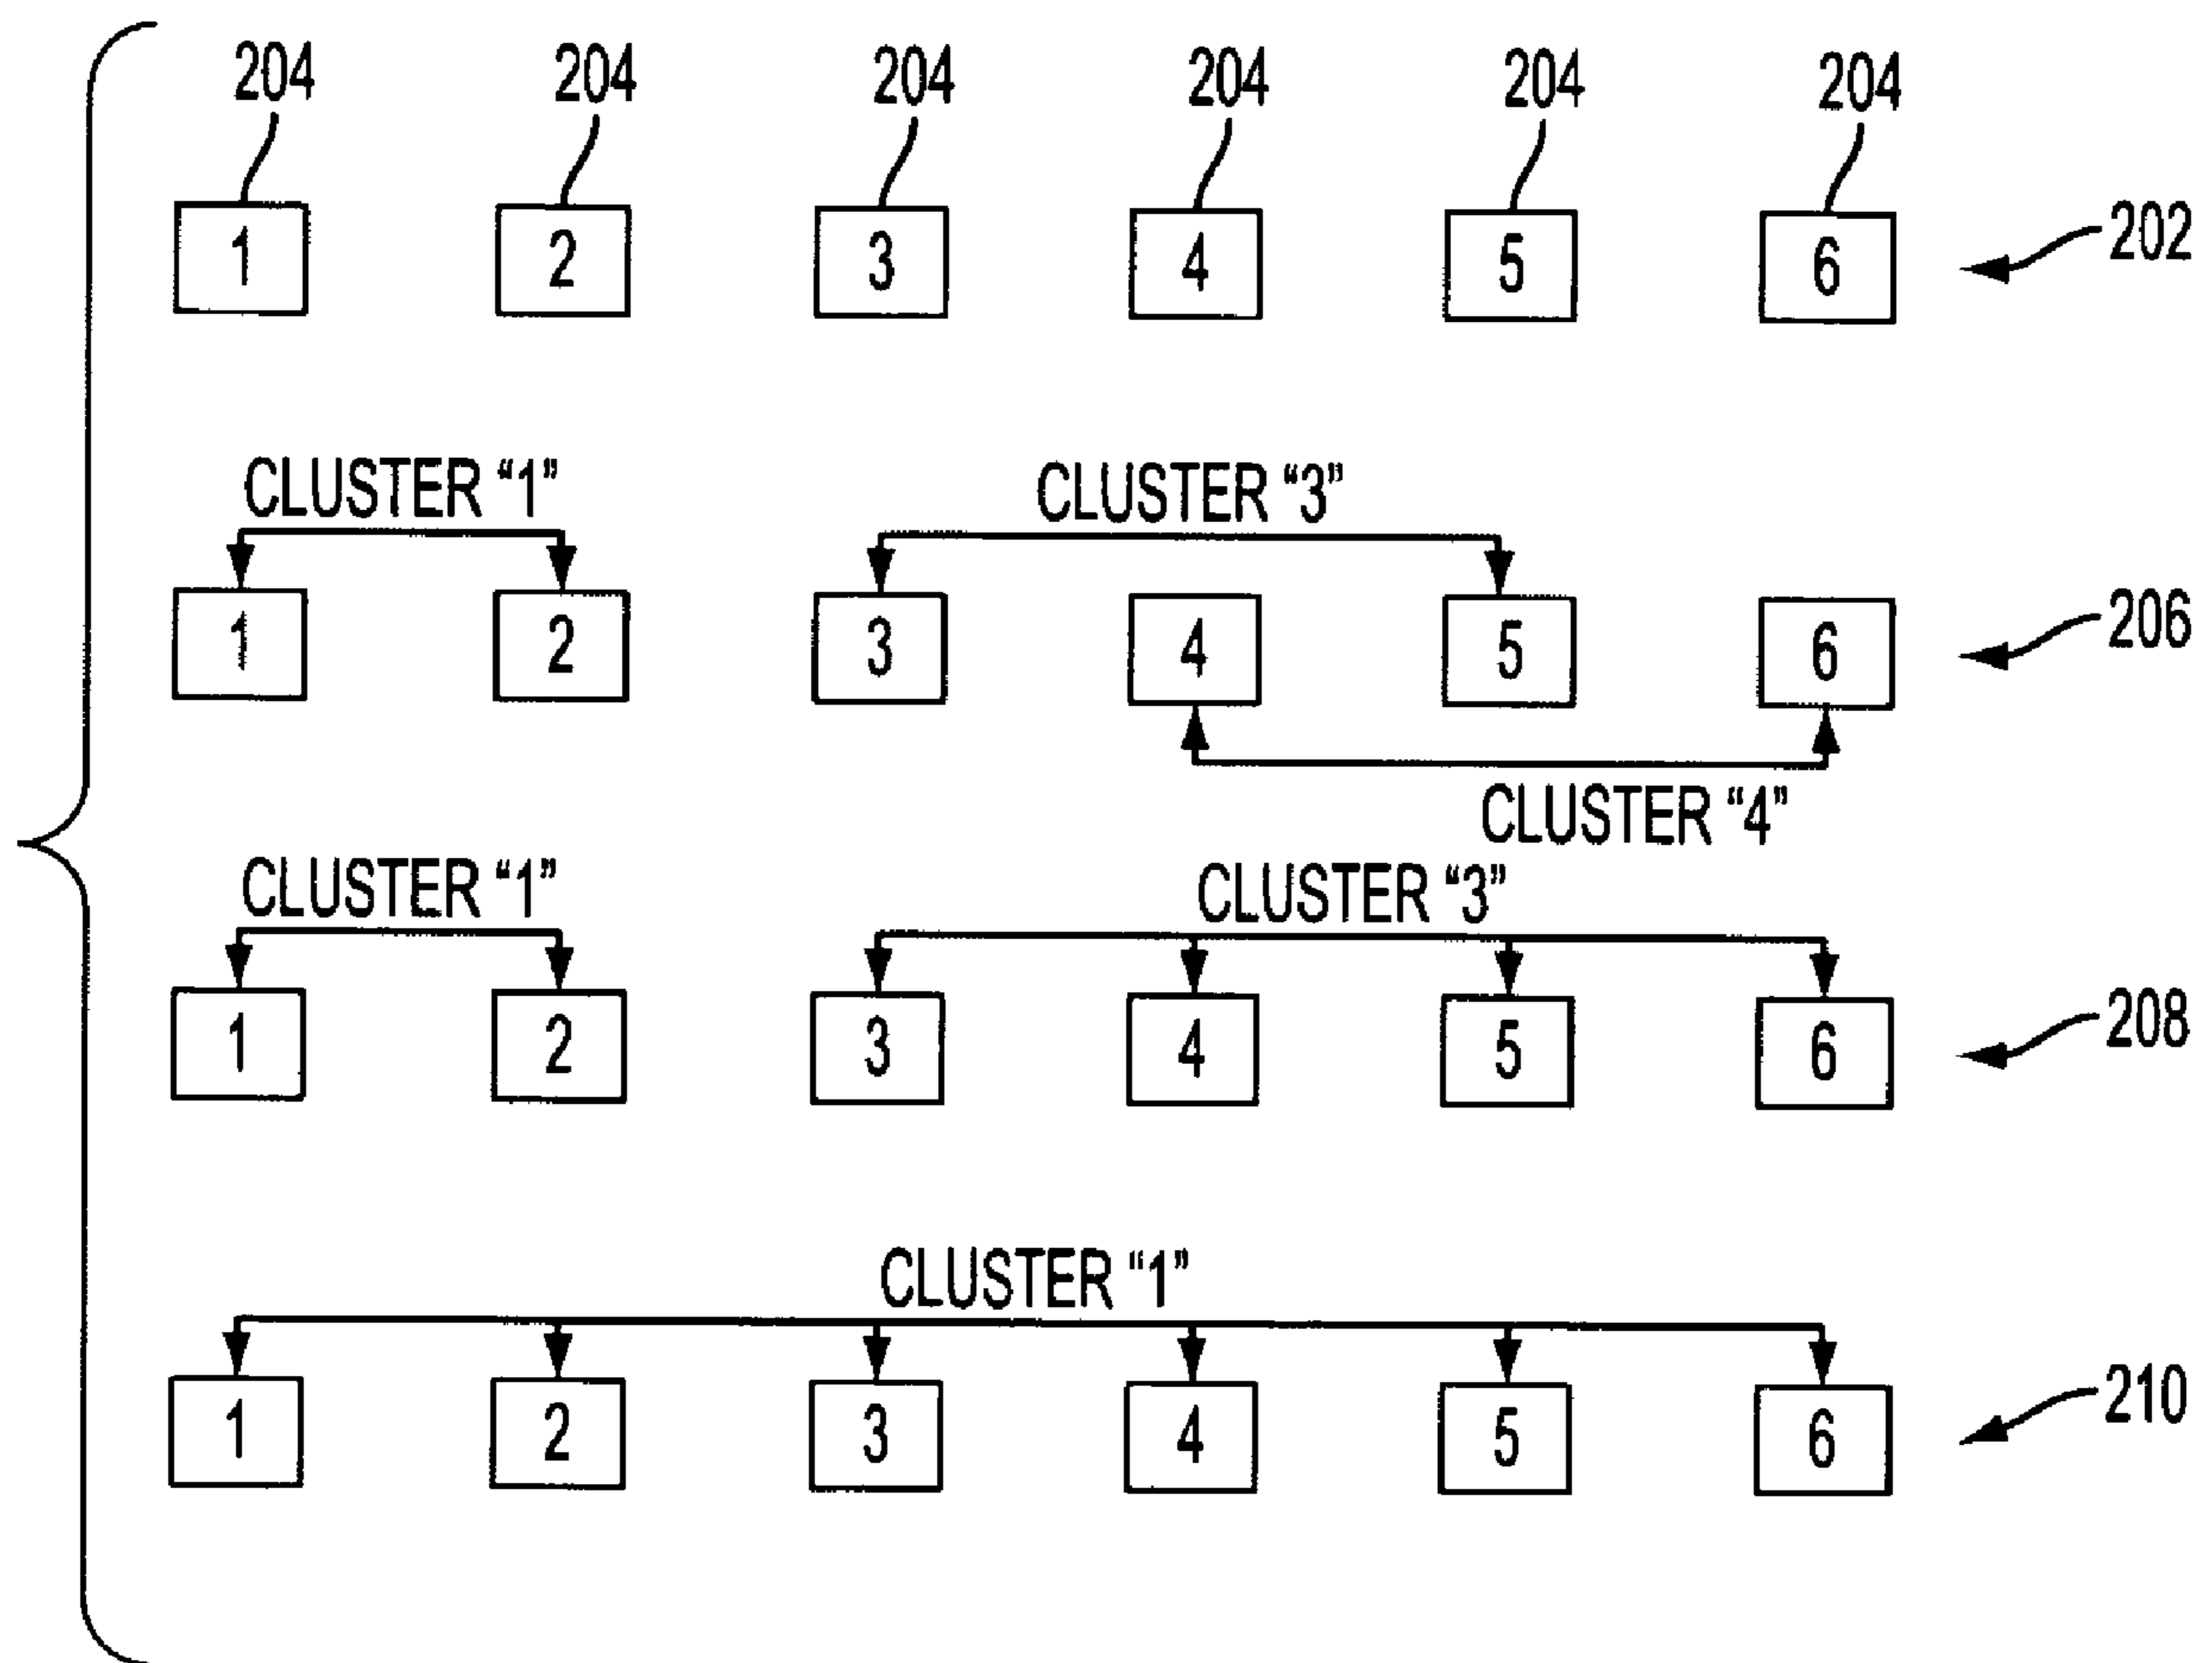 204 204 204 204 204 204
1 2 3 4 5 6 202
CLUSTER “1” CLUSTER “3”
1 2 3 4 5 6 206
CLUSTER “4”
CLUSTER “1” CLUSTER “3”
1 2 3 4 5 6 208
CLUSTER “1”
1 2 3 4 5 6 210